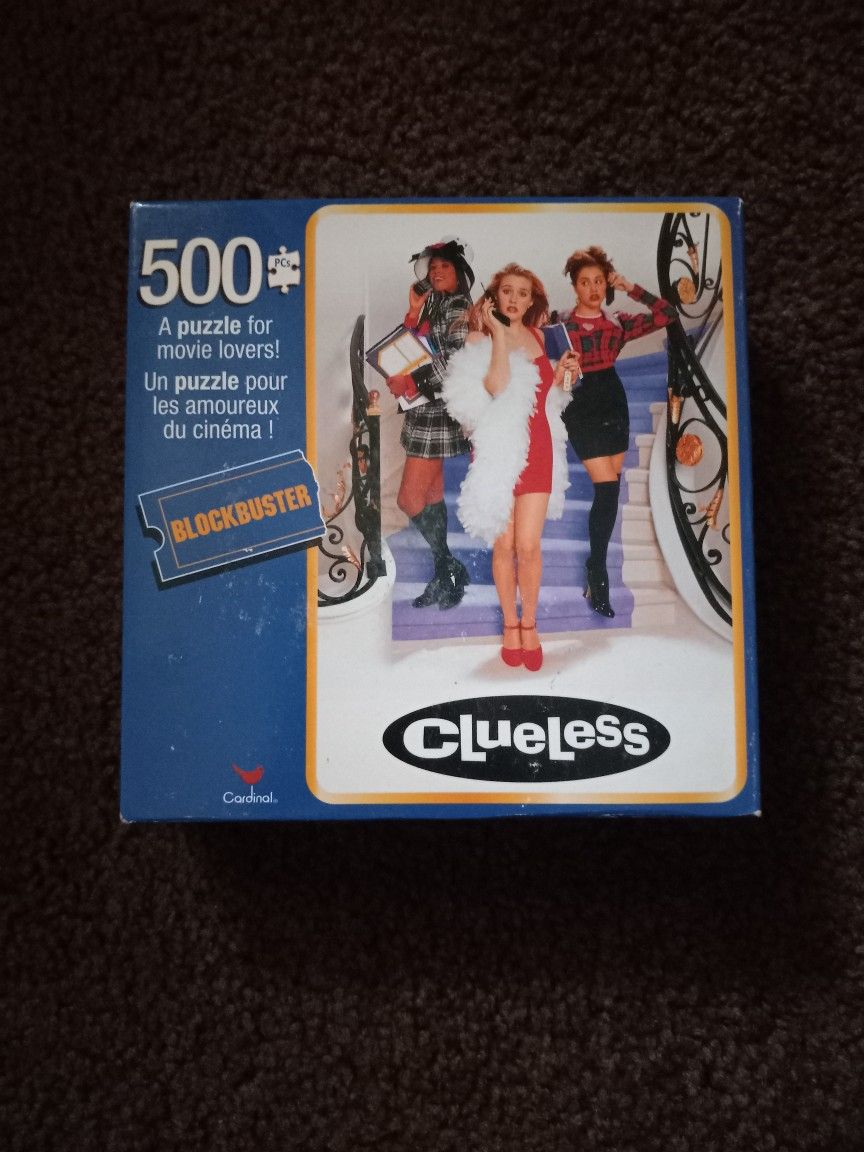 500 PCs
A puzzle for
movie lovers!
Un puzzle pour
les amoureux
du cinéma !
BLOCKBUSTER
CLUELESS
Cardinal®